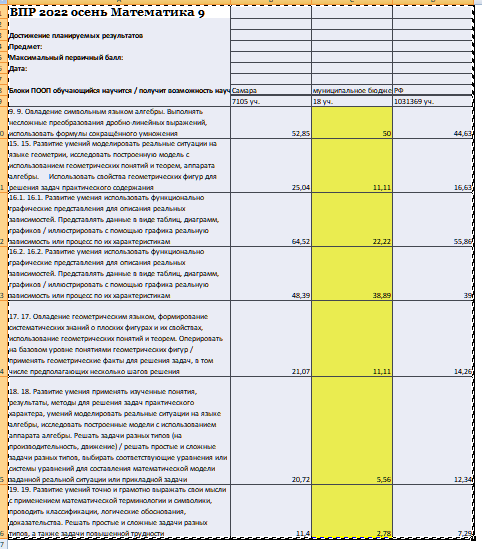 ВПР 2022 осень Математика 9
Достижение планируемых результатов
Предмет:
Максимальный первичный балл:
Дата:
Блоки ПООП обучающийся научится / получит возможность науч Самара муниципальное бюдже РФ
7105 уч. 18 уч. 1031369 уч.
9. 9. Овладение символьным языком алгебры. Выполнять
несложные преобразования дробно-линейных выражений,
использовать формулы сокращённого умножения 52,85 50 44,63
15. 15. Развитие умений моделировать реальные ситуации на
языке геометрии, исследовать построенную модель с
использованием геометрических понятий и теорем, аппарата
алгебры. Использовать свойства геометрических фигур для
решения задач практического содержания 25,04 11,11 16,63
16.1. 16.1. Развитие умения использовать функционально
графические представления для описания реальных
зависимостей. Представлять данные в виде таблиц, диаграмм,
графиков / иллюстрировать с помощью графика реальную
зависимость или процесс по их характеристикам 64,52 22,22 55,86
16.2. 16.2. Развитие умения использовать функционально
графические представления для описания реальных
зависимостей. Представлять данные в виде таблиц, диаграмм,
графиков / иллюстрировать с помощью графика реальную
зависимость или процесс по их характеристикам 48,39 38,89 39
17. 17. Овладение геометрическим языком, формирование
систематических знаний о плоских фигурах и их свойствах,
использование геометрических понятий и теорем. Оперировать
на базовом уровне понятиями геометрических фигур /
применять геометрические факты для решения задач, в том
числе предполагающих несколько шагов решения 21,07 11,11 14,26
18. 18. Развитие умения применять изученные понятия,
результаты, методы для решения задач практического
характера, умений моделировать реальные ситуации на языке
алгебры, исследовать построенные модели с использованием
аппарата алгебры. Решать задачи разных типов (на
производительность, движение) / решать простые и сложные
задачи разных типов, выбирать соответствующие уравнения или
системы уравнений для составления математической модели
заданной реальной ситуации или прикладной задачи 20,72 5,56 12,34
19. 19. Развитие умений точно и грамотно выражать свои мысли
с применением математической терминологии и символики,
проводить классификации, логические обоснования,
доказательства. Решать простые и сложные задачи разных
типов, а также задачи повышенной трудности 11,4 2,78 7,29